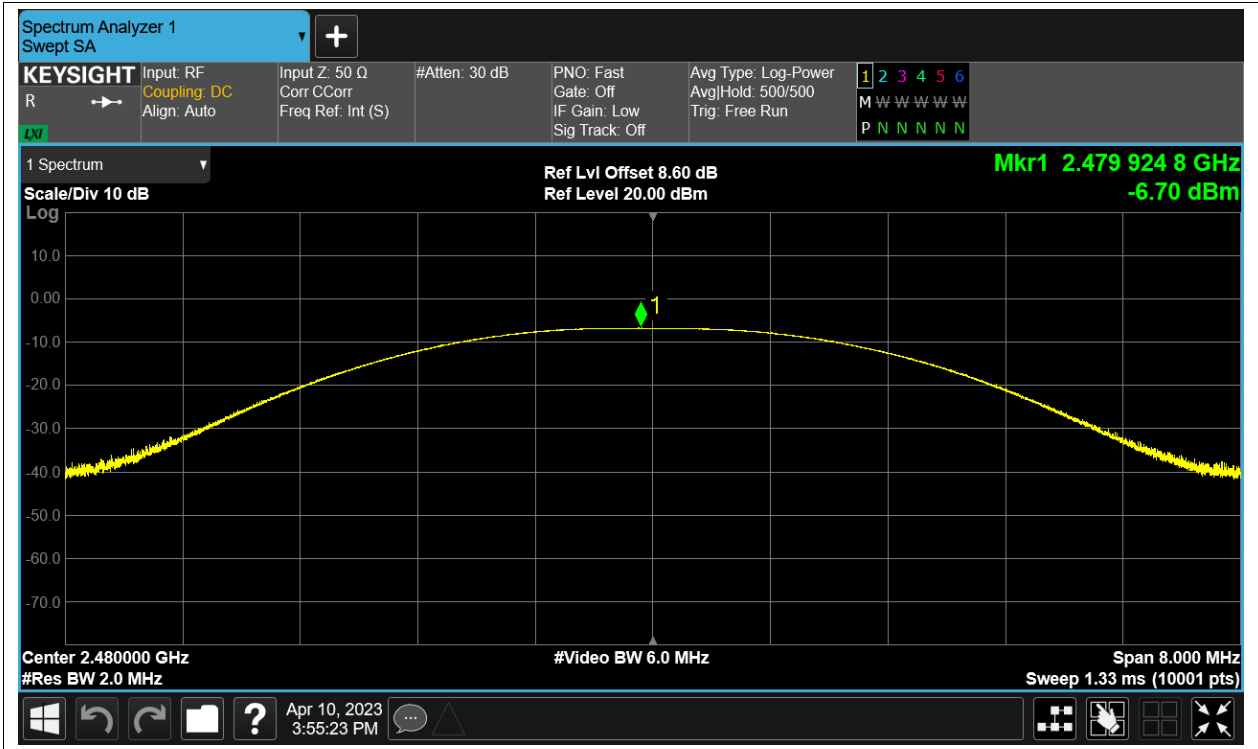 Spectrum Analyzer 1
Swept SA
KEYSIGHT
R
LXI
Input: RF
Coupling: DC
Align: Auto
Input Z: 50 Ω
Corr CCorr
Freq Ref: Int (S)
#Atten: 30 dB
PNO: Fast
Gate: Off
IF Gain: Low
Sig Track: Off
Avg Type: Log-Power
Avg|Hold: 500/500
Trig: Free Run
1 2 3 4 5 6
M W W W W W
P N N N N N
1 Spectrum
Scale/Div 10 dB
Ref Lvl Offset 8.60 dB
Ref Level 20.00 dBm
Mkr1 2.479 924 8 GHz
-6.70 dBm
Log
10.0
0.00
1
-10.0
-20.0
-30.0
-40.0
-50.0
-60.0
-70.0
Center 2.480000 GHz
#Video BW 6.0 MHz
Span 8.000 MHz
#Res BW 2.0 MHz
Sweep 1.33 ms (10001 pts)
?
Apr 10, 2023
3:55:23 PM